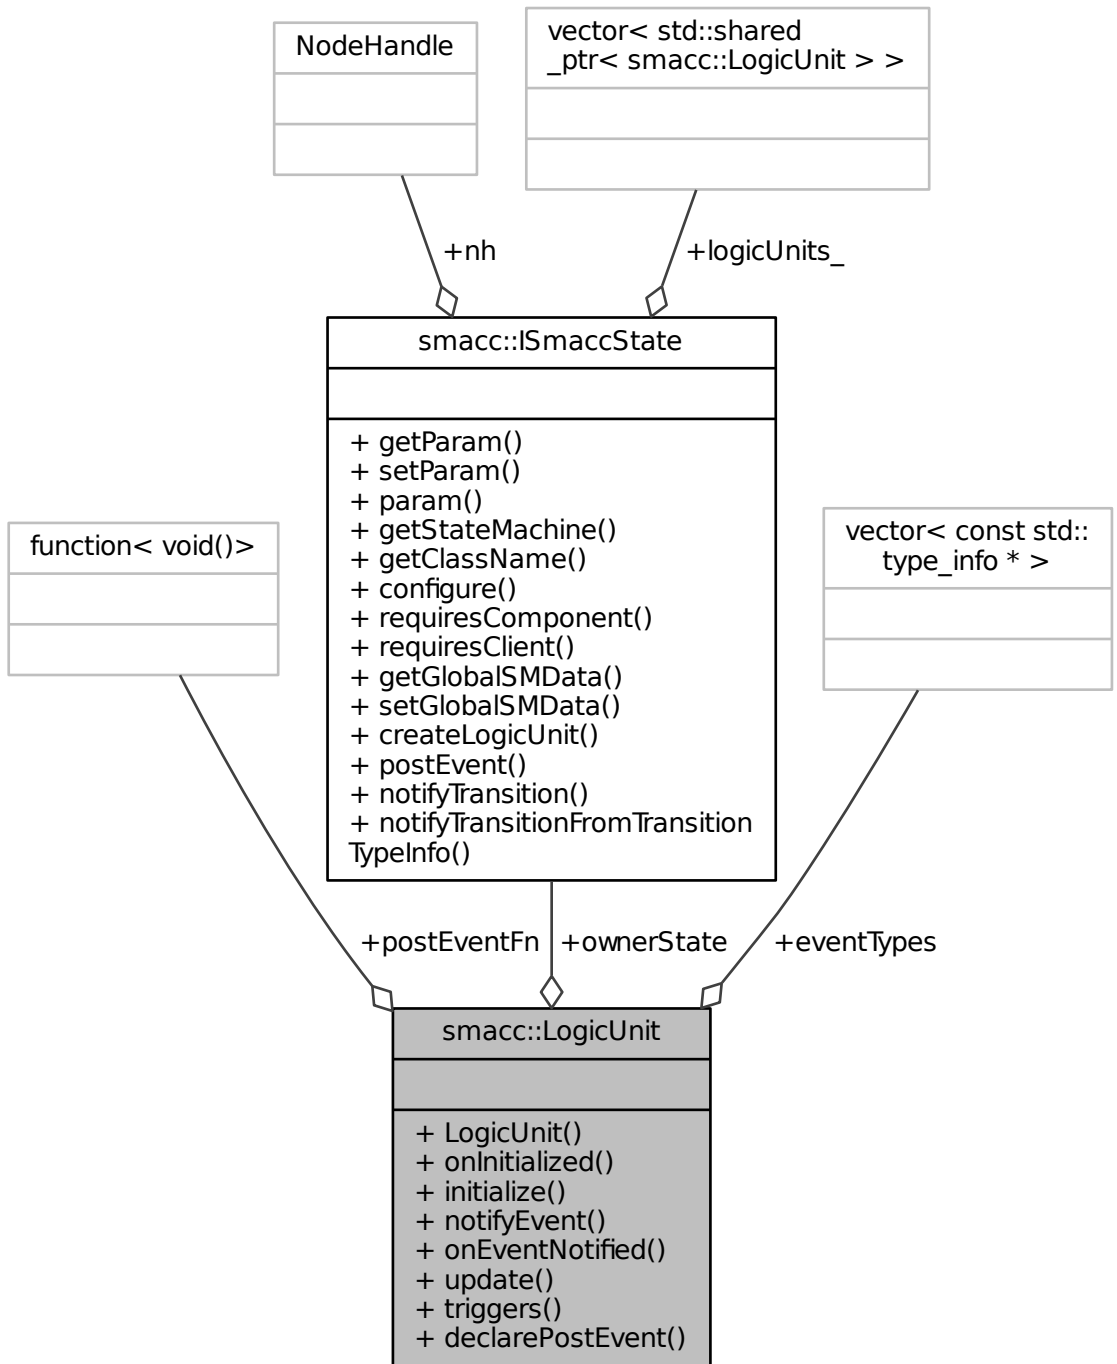 NodeHandle
vector< std::shared
_ptr< smacc::LogicUnit > >
+nh
+logicUnits_
smacc::ISmaccState
+ getParam()
+ setParam()
+ param()
+ getStateMachine()
+ getClassName()
+ configure()
+ requiresComponent()
+ requiresClient()
+ getGlobalSMData()
+ setGlobalSMData()
+ createLogicUnit()
+ postEvent()
+ notifyTransition()
+ notifyTransitionFromTransition
TypeInfo()
function< void()>
vector< const std::
type_info * >
+postEventFn
+ownerState
+eventTypes
smacc::LogicUnit
+ LogicUnit()
+ onInitialized()
+ initialize()
+ notifyEvent()
+ onEventNotified()
+ update()
+ triggers()
+ declarePostEvent()